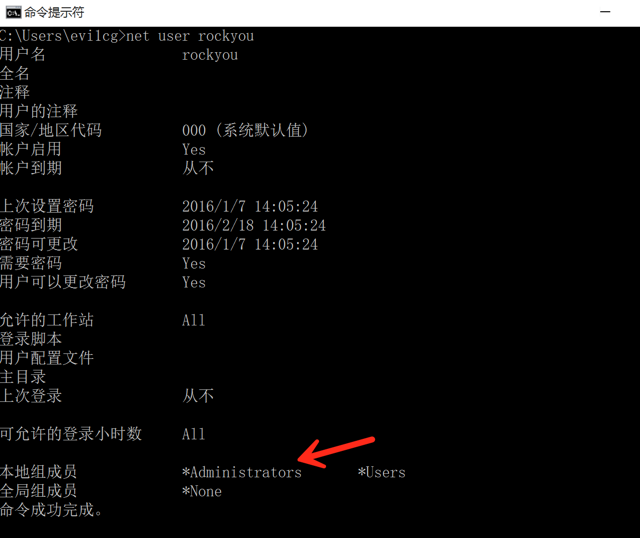 命令提示符
C:\Users\evilcg>net user rockyou
用户名 rockyou
全名
注释
用户的注释
国家/地区代码 000 (系统默认值)
帐户启用 Yes
帐户到期 从不
上次设置密码 2016/1/7 14:05:24
密码到期 2016/2/18 14:05:24
密码可更改 2016/1/7 14:05:24
需要密码 Yes
用户可以更改密码 Yes
允许的工作站 All
登录脚本
用户配置文件
主目录
上次登录 从不
可允许的登录小时数 All
本地组成员 *Administrators *Users
全局组成员 *None
命令成功完成。